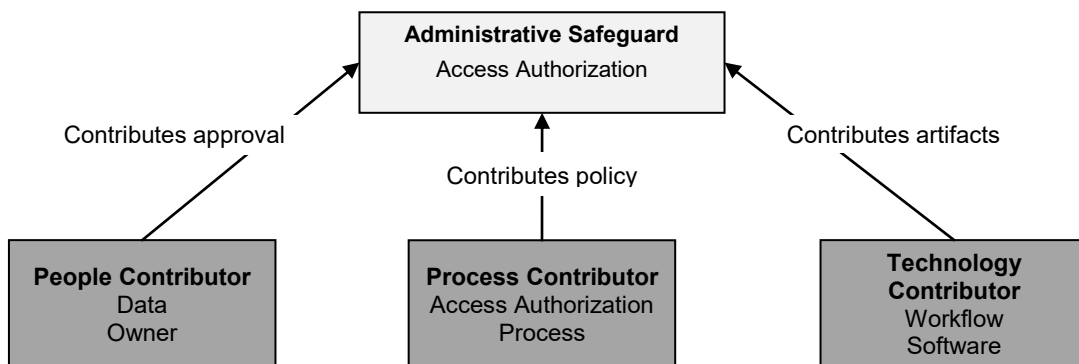 Administrative Safeguard
Access Authorization
Contributes approval
Contributes policy
Contributes artifacts
People Contributor
Data
Owner
Process Contributor
Access Authorization
Process
Technology
Contributor
Workflow
Software